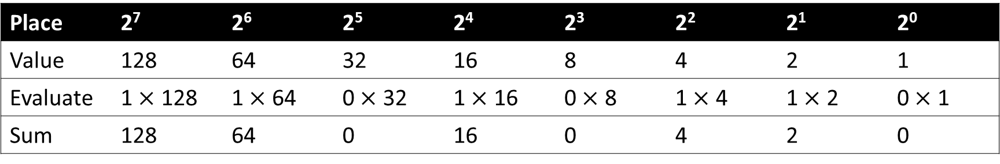 Place 2⁷ 2⁶ 2⁵ 2⁴ 2³ 2² 2¹ 2⁰
Value 128 64 32 16 8 4 2 1
Evaluate 1 × 128 1 × 64 0 × 32 1 × 16 0 × 8 1 × 4 1 × 2 0 × 1
Sum 128 64 0 16 0 4 2 0